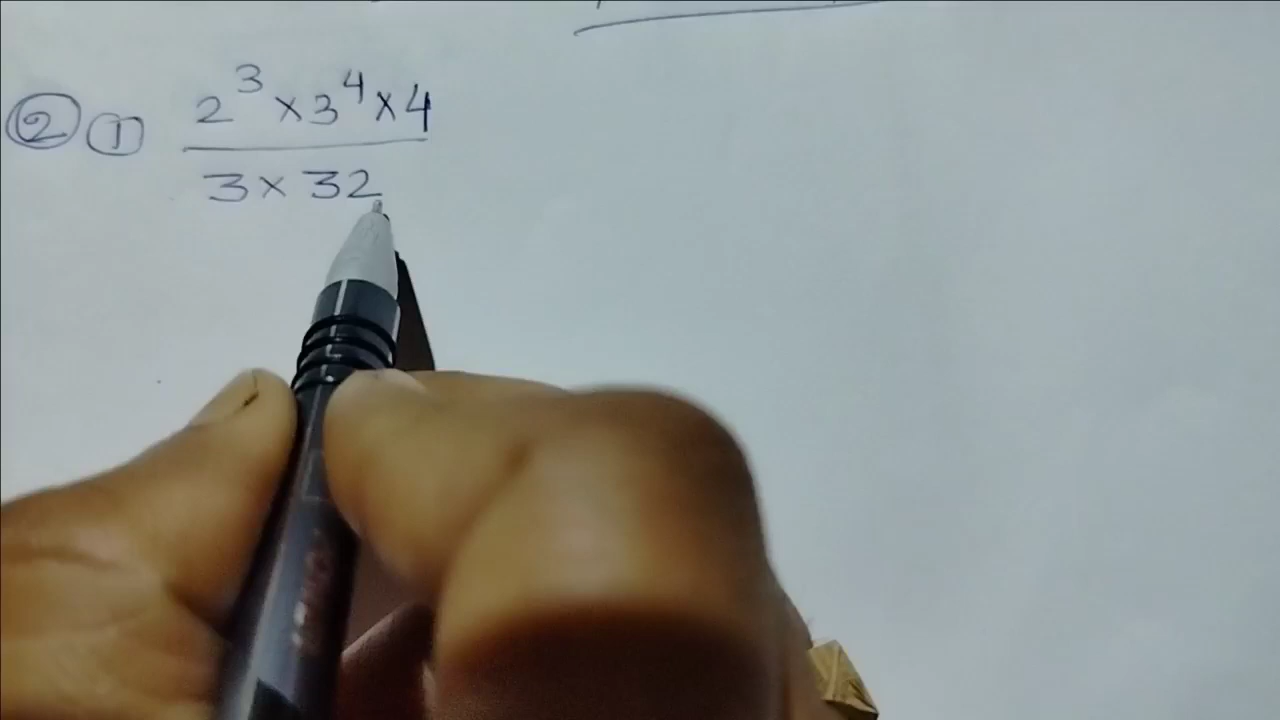 ② ① 2³ × 3⁴ × 4
3 × 32